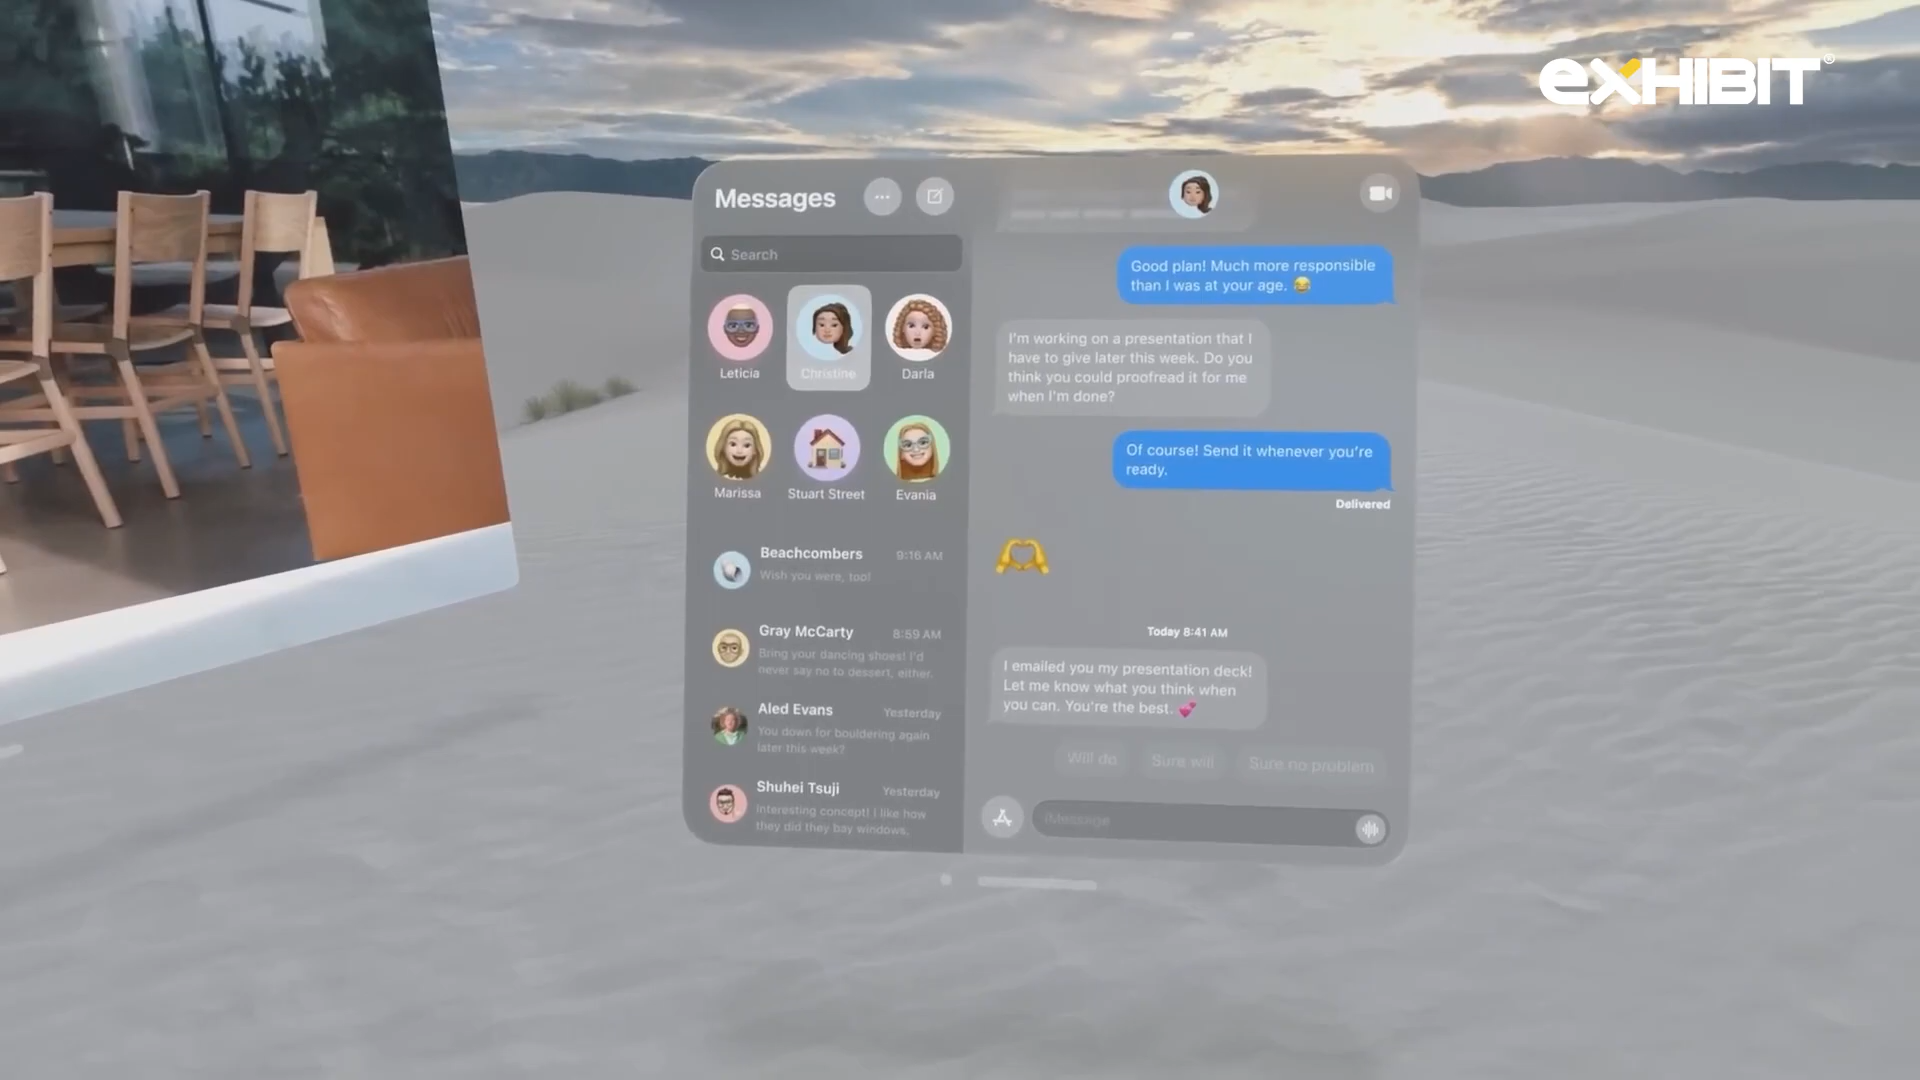 eXHIBIT®
Messages
Search
Leticia
Christine
Darla
Marissa
Stuart Street
Evania
Beachcombers
9:16 AM
Wish you were, too!
Gray McCarty
8:59 AM
Bring your dancing shoes! I'd
never say no to dessert, either.
Aled Evans
Yesterday
You down for bouldering again
later this week?
Shuhei Tsuji
Yesterday
Interesting concept! I like how
they did they bay windows.
Good plan! Much more responsible
than I was at your age. 😂
I'm working on a presentation that I
have to give later this week. Do you
think you could proofread it for me
when I'm done?
Of course! Send it whenever you're
ready.
Delivered
Today 8:41 AM
I emailed you my presentation deck!
Let me know what you think when
you can. You're the best. 💕
Will do
Sure will
Sure no problem
iMessage